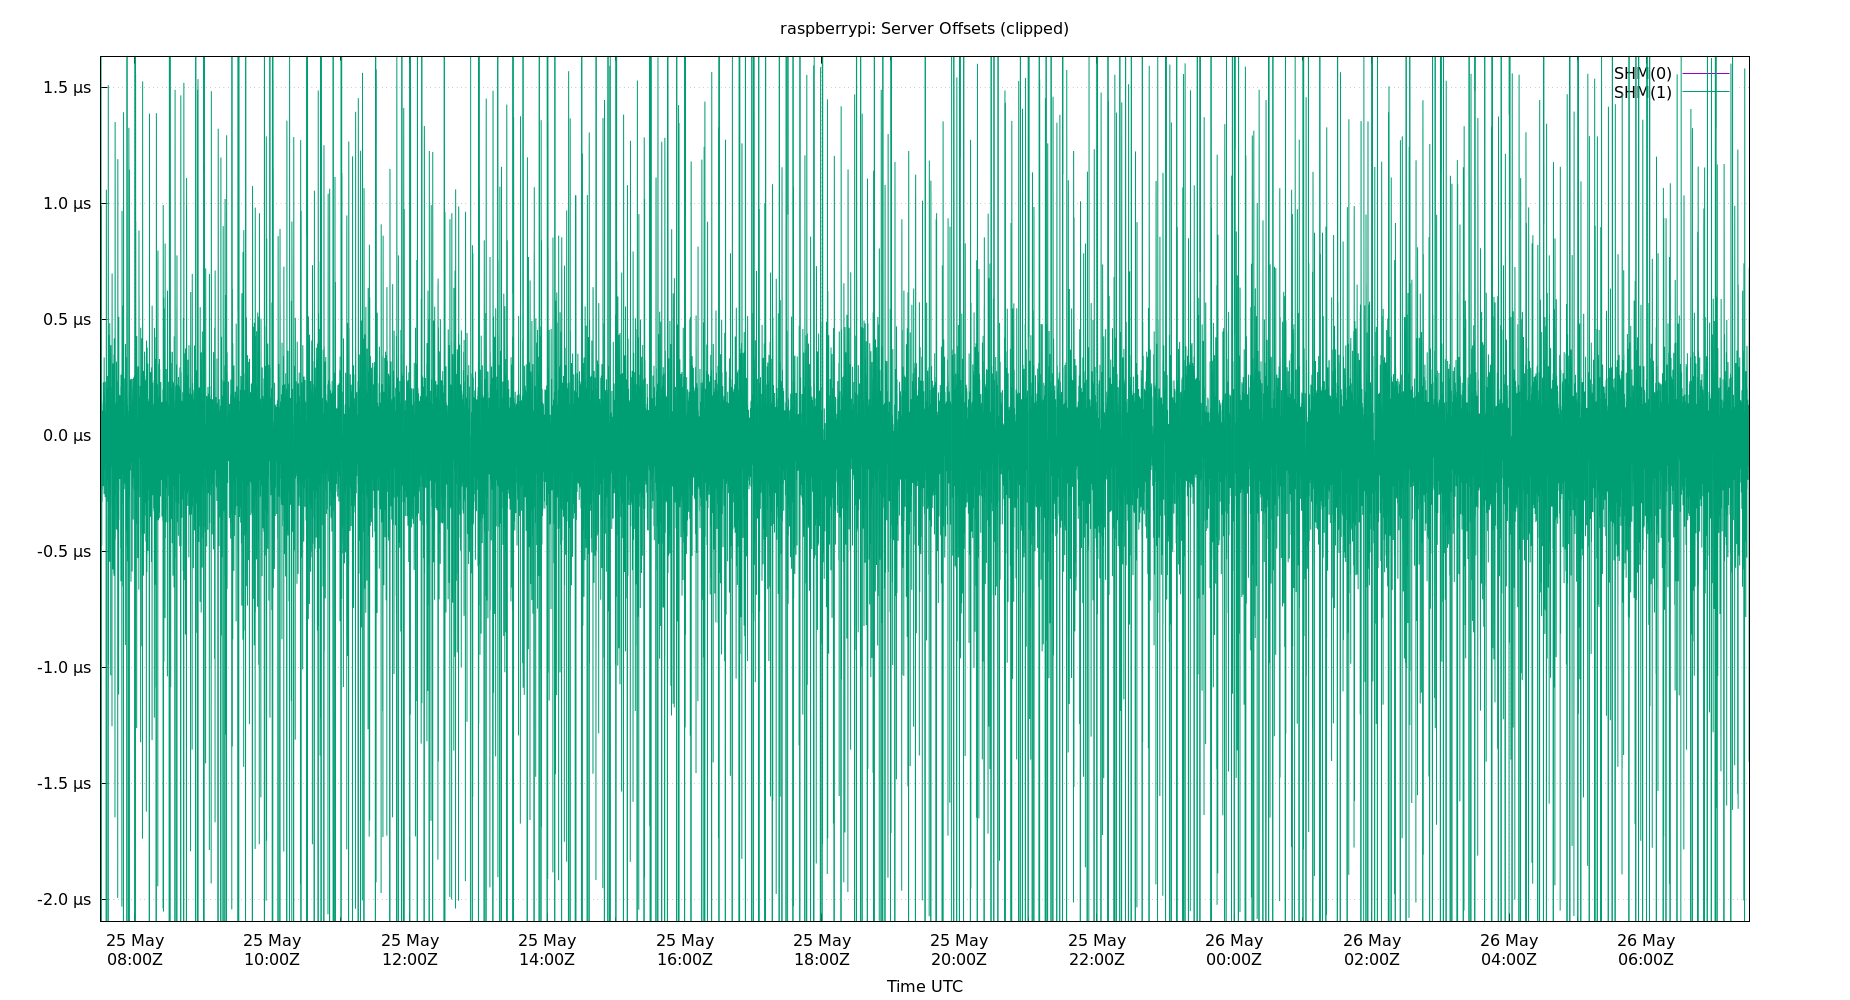 raspberrypi: Server Offsets (clipped)
SHM(0)
SHM(1)
1.5 µs
1.0 µs
0.5 µs
0.0 µs
-0.5 µs
-1.0 µs
-1.5 µs
-2.0 µs
25 May 25 May 25 May 25 May 25 May 25 May 25 May 25 May 26 May 26 May 26 May 26 May
08:00Z 10:00Z 12:00Z 14:00Z 16:00Z 18:00Z 20:00Z 22:00Z 00:00Z 02:00Z 04:00Z 06:00Z
Time UTC